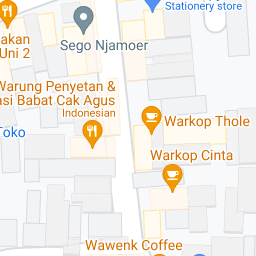 Stationery store
akan
Uni 2
Sego Njamoer
Warung Penyetan &
nsi Babat Cak Agus
Indonesian
Warkop Thole
Toko
Warkop Cinta
Wawenk Coffee